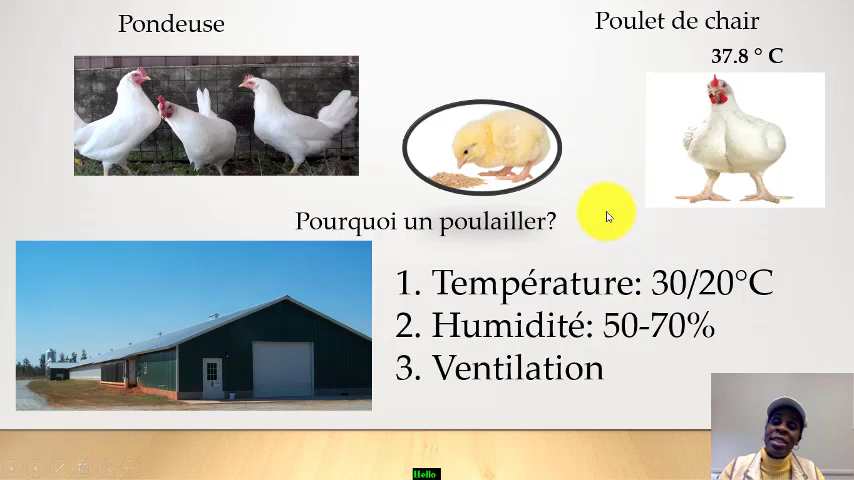 Pondeuse
Poulet de chair
37.8 ° C
Pourquoi un poulailler?
1. Température: 30/20°C
2. Humidité: 50-70%
3. Ventilation
Hello